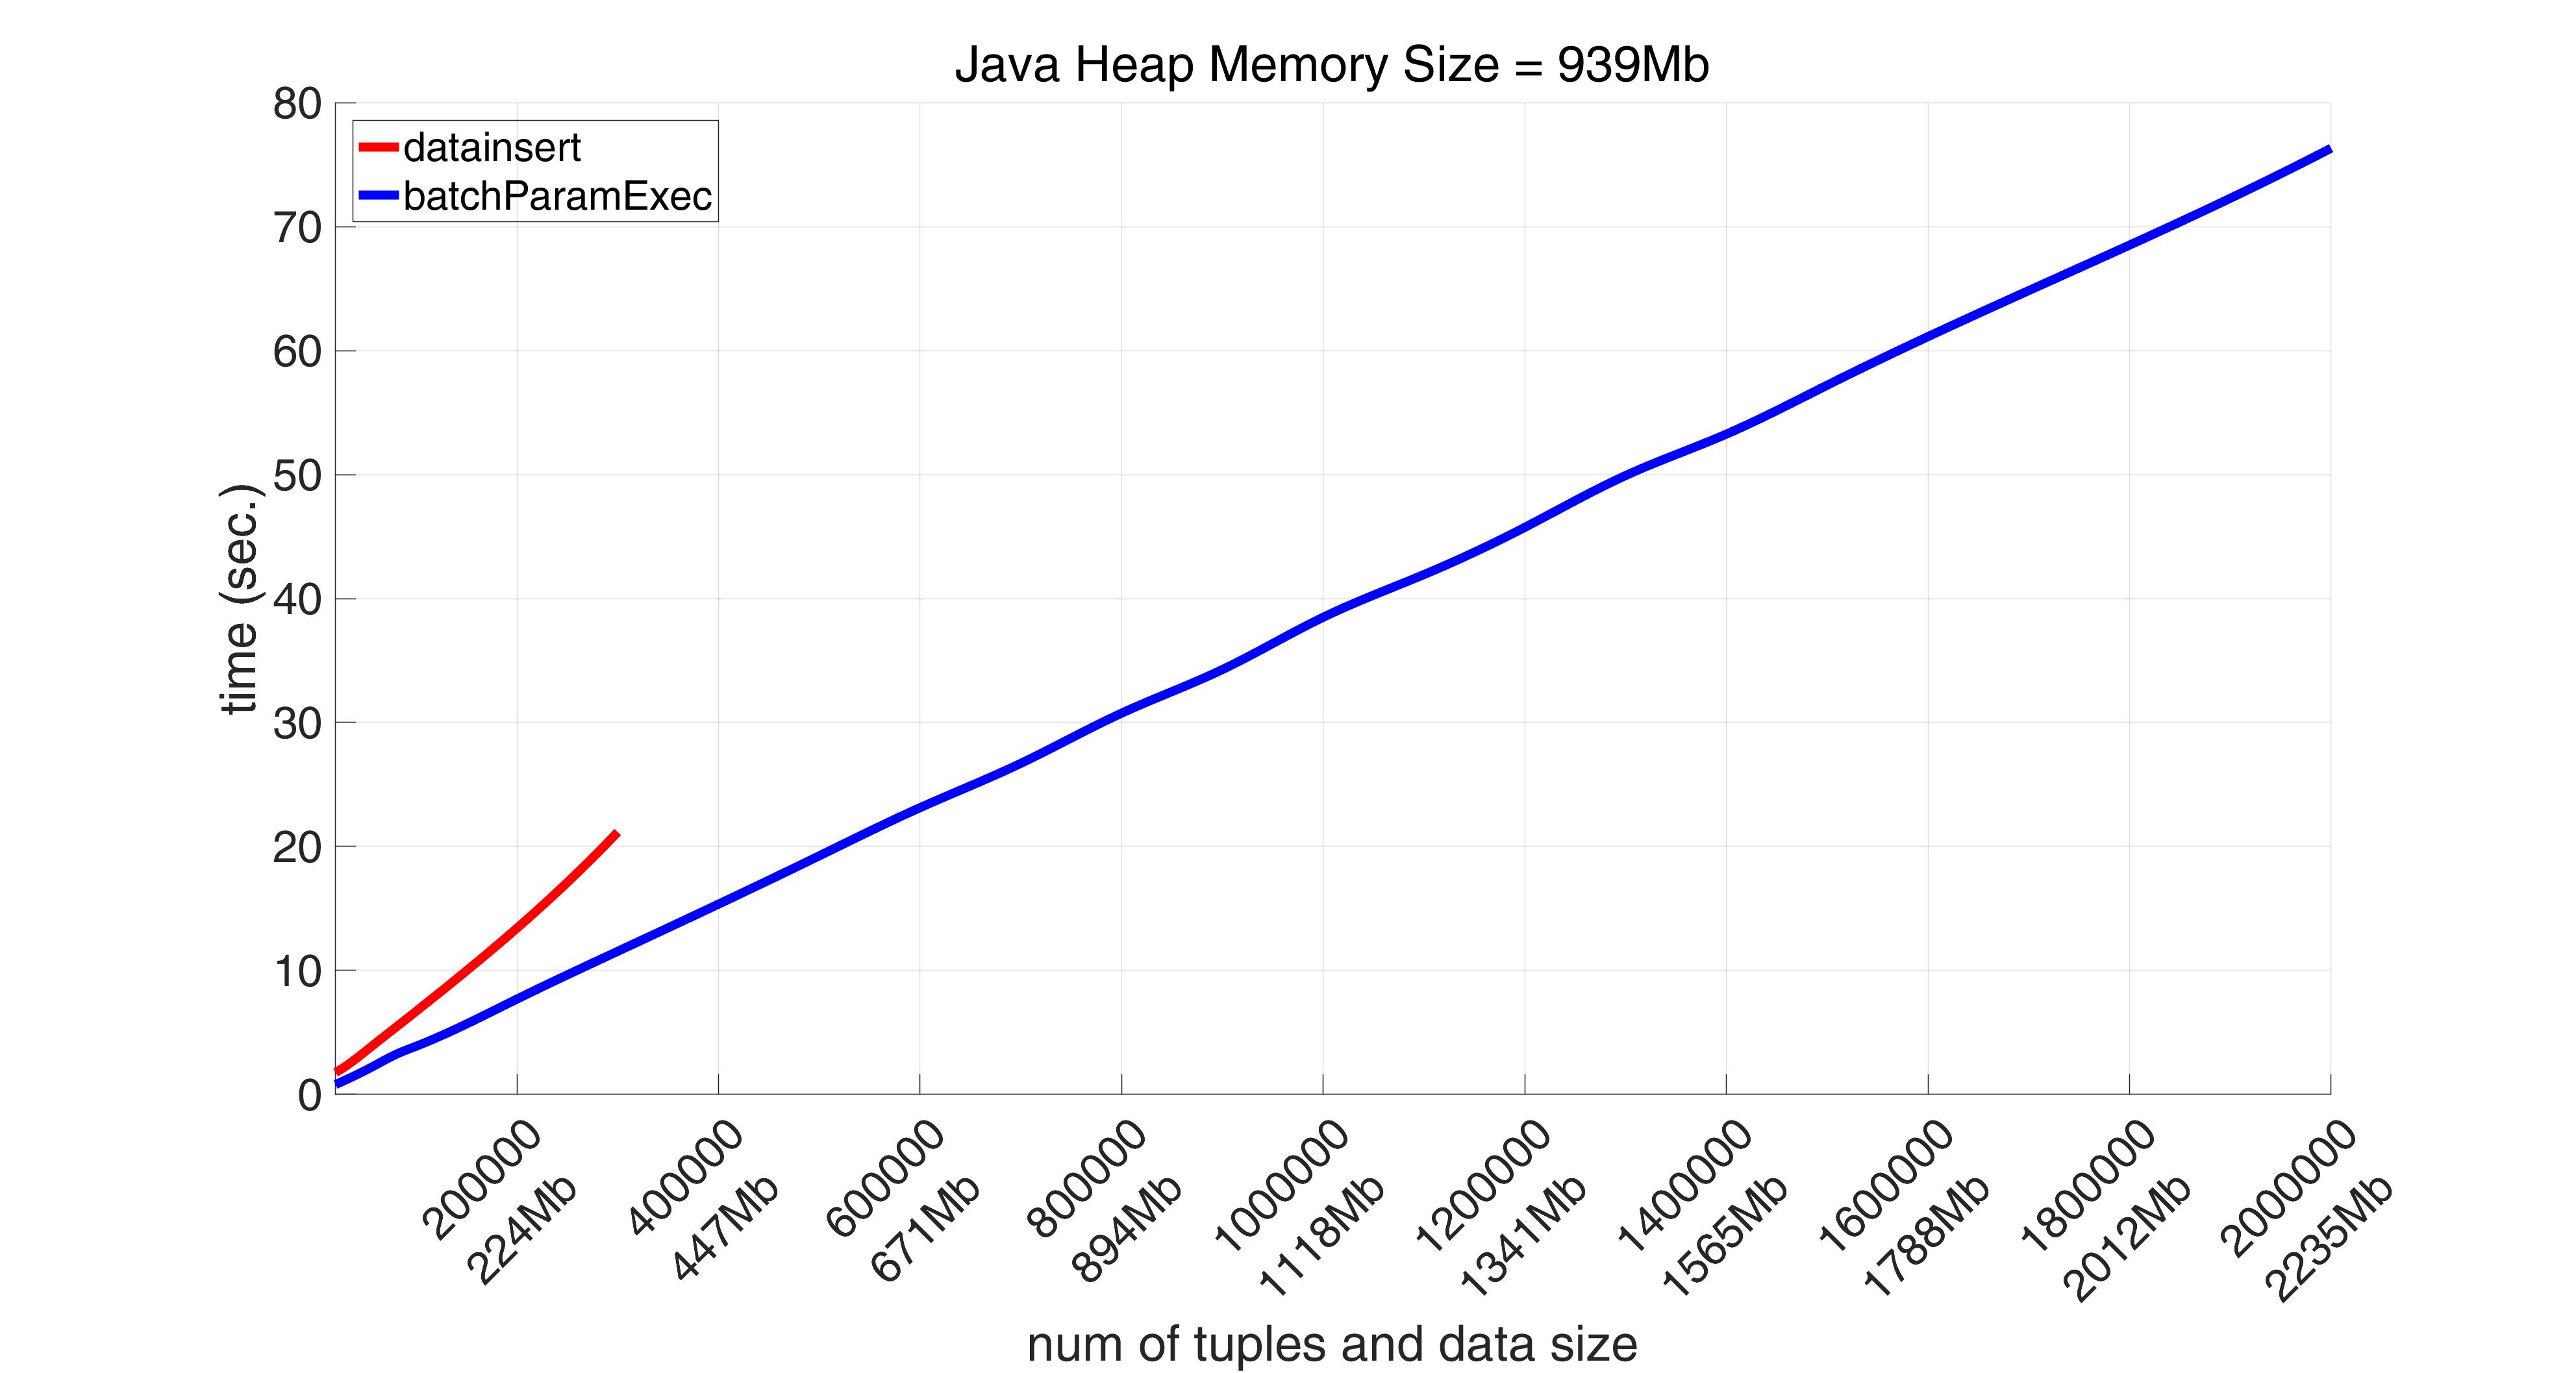 Java Heap Memory Size = 939Mb
datainsert
batchParamExec
80
70
60
50
40
30
20
10
0
time (sec.)
200000
224Mb
400000
447Mb
600000
671Mb
800000
894Mb
1000000
1118Mb
1200000
1341Mb
1400000
1565Mb
1600000
1788Mb
1800000
2012Mb
2000000
2235Mb
num of tuples and data size